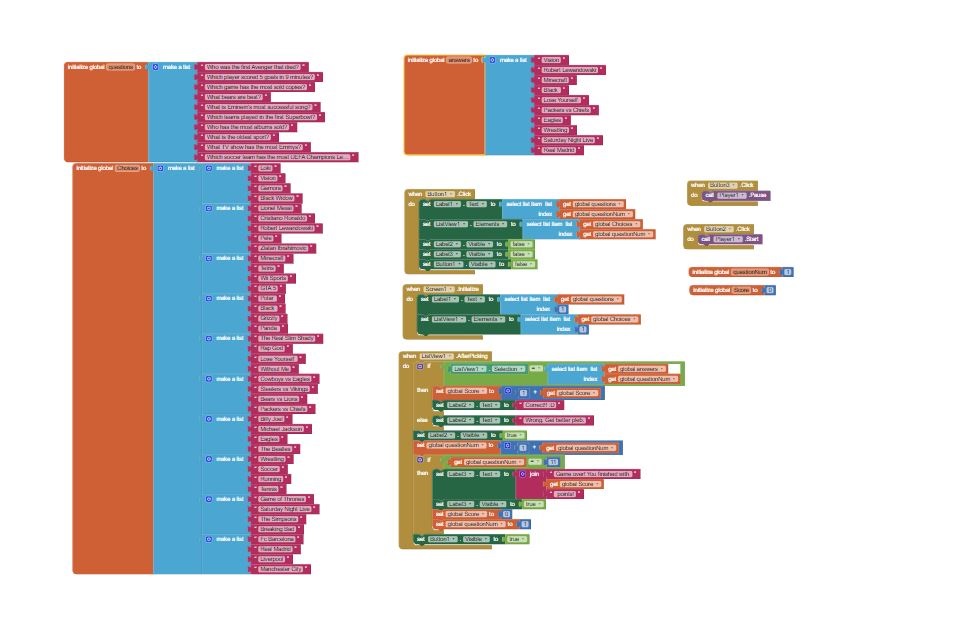 initialize global questions to
make a list
Who was the first Avenger that died?
Which player scored 5 goals in 9 minutes?
Which game has the most sold copies?
What bears are best?
What is Eminem's most successful song?
Which teams played in the first Superbowl?
Who has the most albums sold?
What is the oldest sport?
What TV show has the most Emmys?
Which soccer team has the most UEFA Champions Le...
initialize global Choices to
make a list
make a list
Loki
Vision
Gamora
Black Widow
make a list
Lionel Messi
Cristiano Ronaldo
Robert Lewandowski
Pele
Zlatan Ibrahimovic
make a list
Minecraft
Tetris
Wii Sports
GTA 5
make a list
Polar
Black
Grizzly
Panda
make a list
The Real Slim Shady
Rap God
Lose Yourself
Without Me
make a list
Cowboys vs Eagles
Steelers vs Vikings
Bears vs Lions
Packers vs Chiefs
make a list
Billy Joel
Michael Jackson
Eagles
The Beatles
make a list
Wrestling
Soccer
Running
Tennis
make a list
Game of Thrones
Saturday Night Live
The Simpsons
Breaking Bad
make a list
Fc Barcelona
Real Madrid
Liverpool
Manchester City
initialize global answers to
make a list
Vision
Robert Lewandowski
Minecraft
Black
Lose Yourself
Packers vs Chiefs
Eagles
Wrestling
Saturday Night Live
Real Madrid
when Button1 .Click
do set Label1 . Text to select list item list get global questions
index get global questionNum
set ListView1 . Elements to select list item list get global Choices
index get global questionNum
set Label2 . Visible to false
set Label3 . Visible to false
set Button1 . Visible to false
when Screen1 .Initialize
do set Label1 . Text to select list item list get global questions
index 1
set ListView1 . Elements to select list item list get global Choices
index 1
when ListView1 .AfterPicking
do if ListView1 . Selection = select list item list get global answers
index get global questionNum
then set global Score to 1 + get global Score
set Label2 . Text to Correct! :D
else set Label2 . Text to Wrong. Get better pleb.
set Label2 . Visible to true
set global questionNum to 1 + get global questionNum
if get global questionNum = 11
then set Label3 . Text to join Game over! You finished with
get global Score
points!
set Label3 . Visible to true
set global Score to 0
set global questionNum to 1
set Button1 . Visible to true
when Button3 .Click
do call Player1 .Pause
when Button2 .Click
do call Player1 .Start
initialize global questionNum to 1
initialize global Score to 0